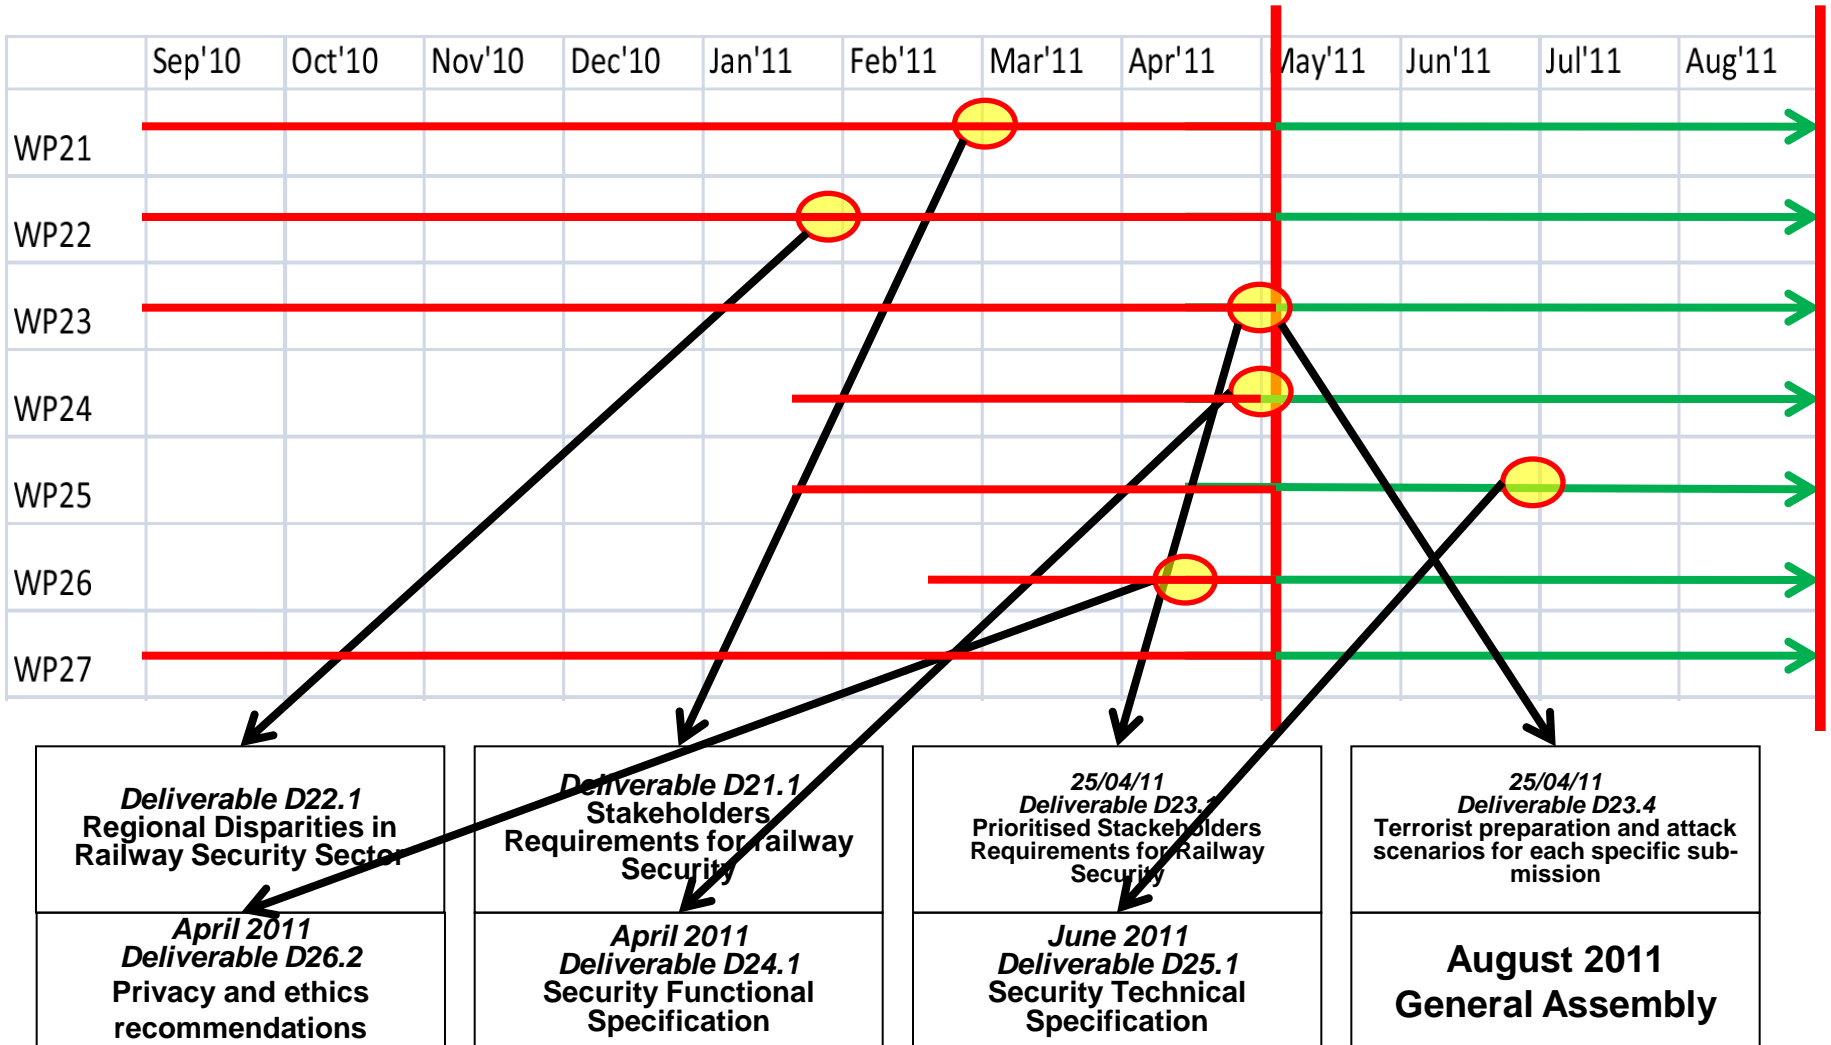 Sep'10 Oct'10 Nov'10 Dec'10 Jan'11 Feb'11 Mar'11 Apr'11 May'11 Jun'11 Jul'11 Aug'11
WP21
WP22
WP23
WP24
WP25
WP26
WP27
Deliverable D22.1
Regional Disparities in
Railway Security Sector
Deliverable D21.1
Stakeholders
Requirements for railway
Security
25/04/11
Deliverable D23.1
Prioritised Stackeholders
Requirements for Railway
Security
25/04/11
Deliverable D23.4
Terrorist preparation and attack
scenarios for each specific sub-
mission
April 2011
Deliverable D26.2
Privacy and ethics
recommendations
April 2011
Deliverable D24.1
Security Functional
Specification
June 2011
Deliverable D25.1
Security Technical
Specification
August 2011
General Assembly